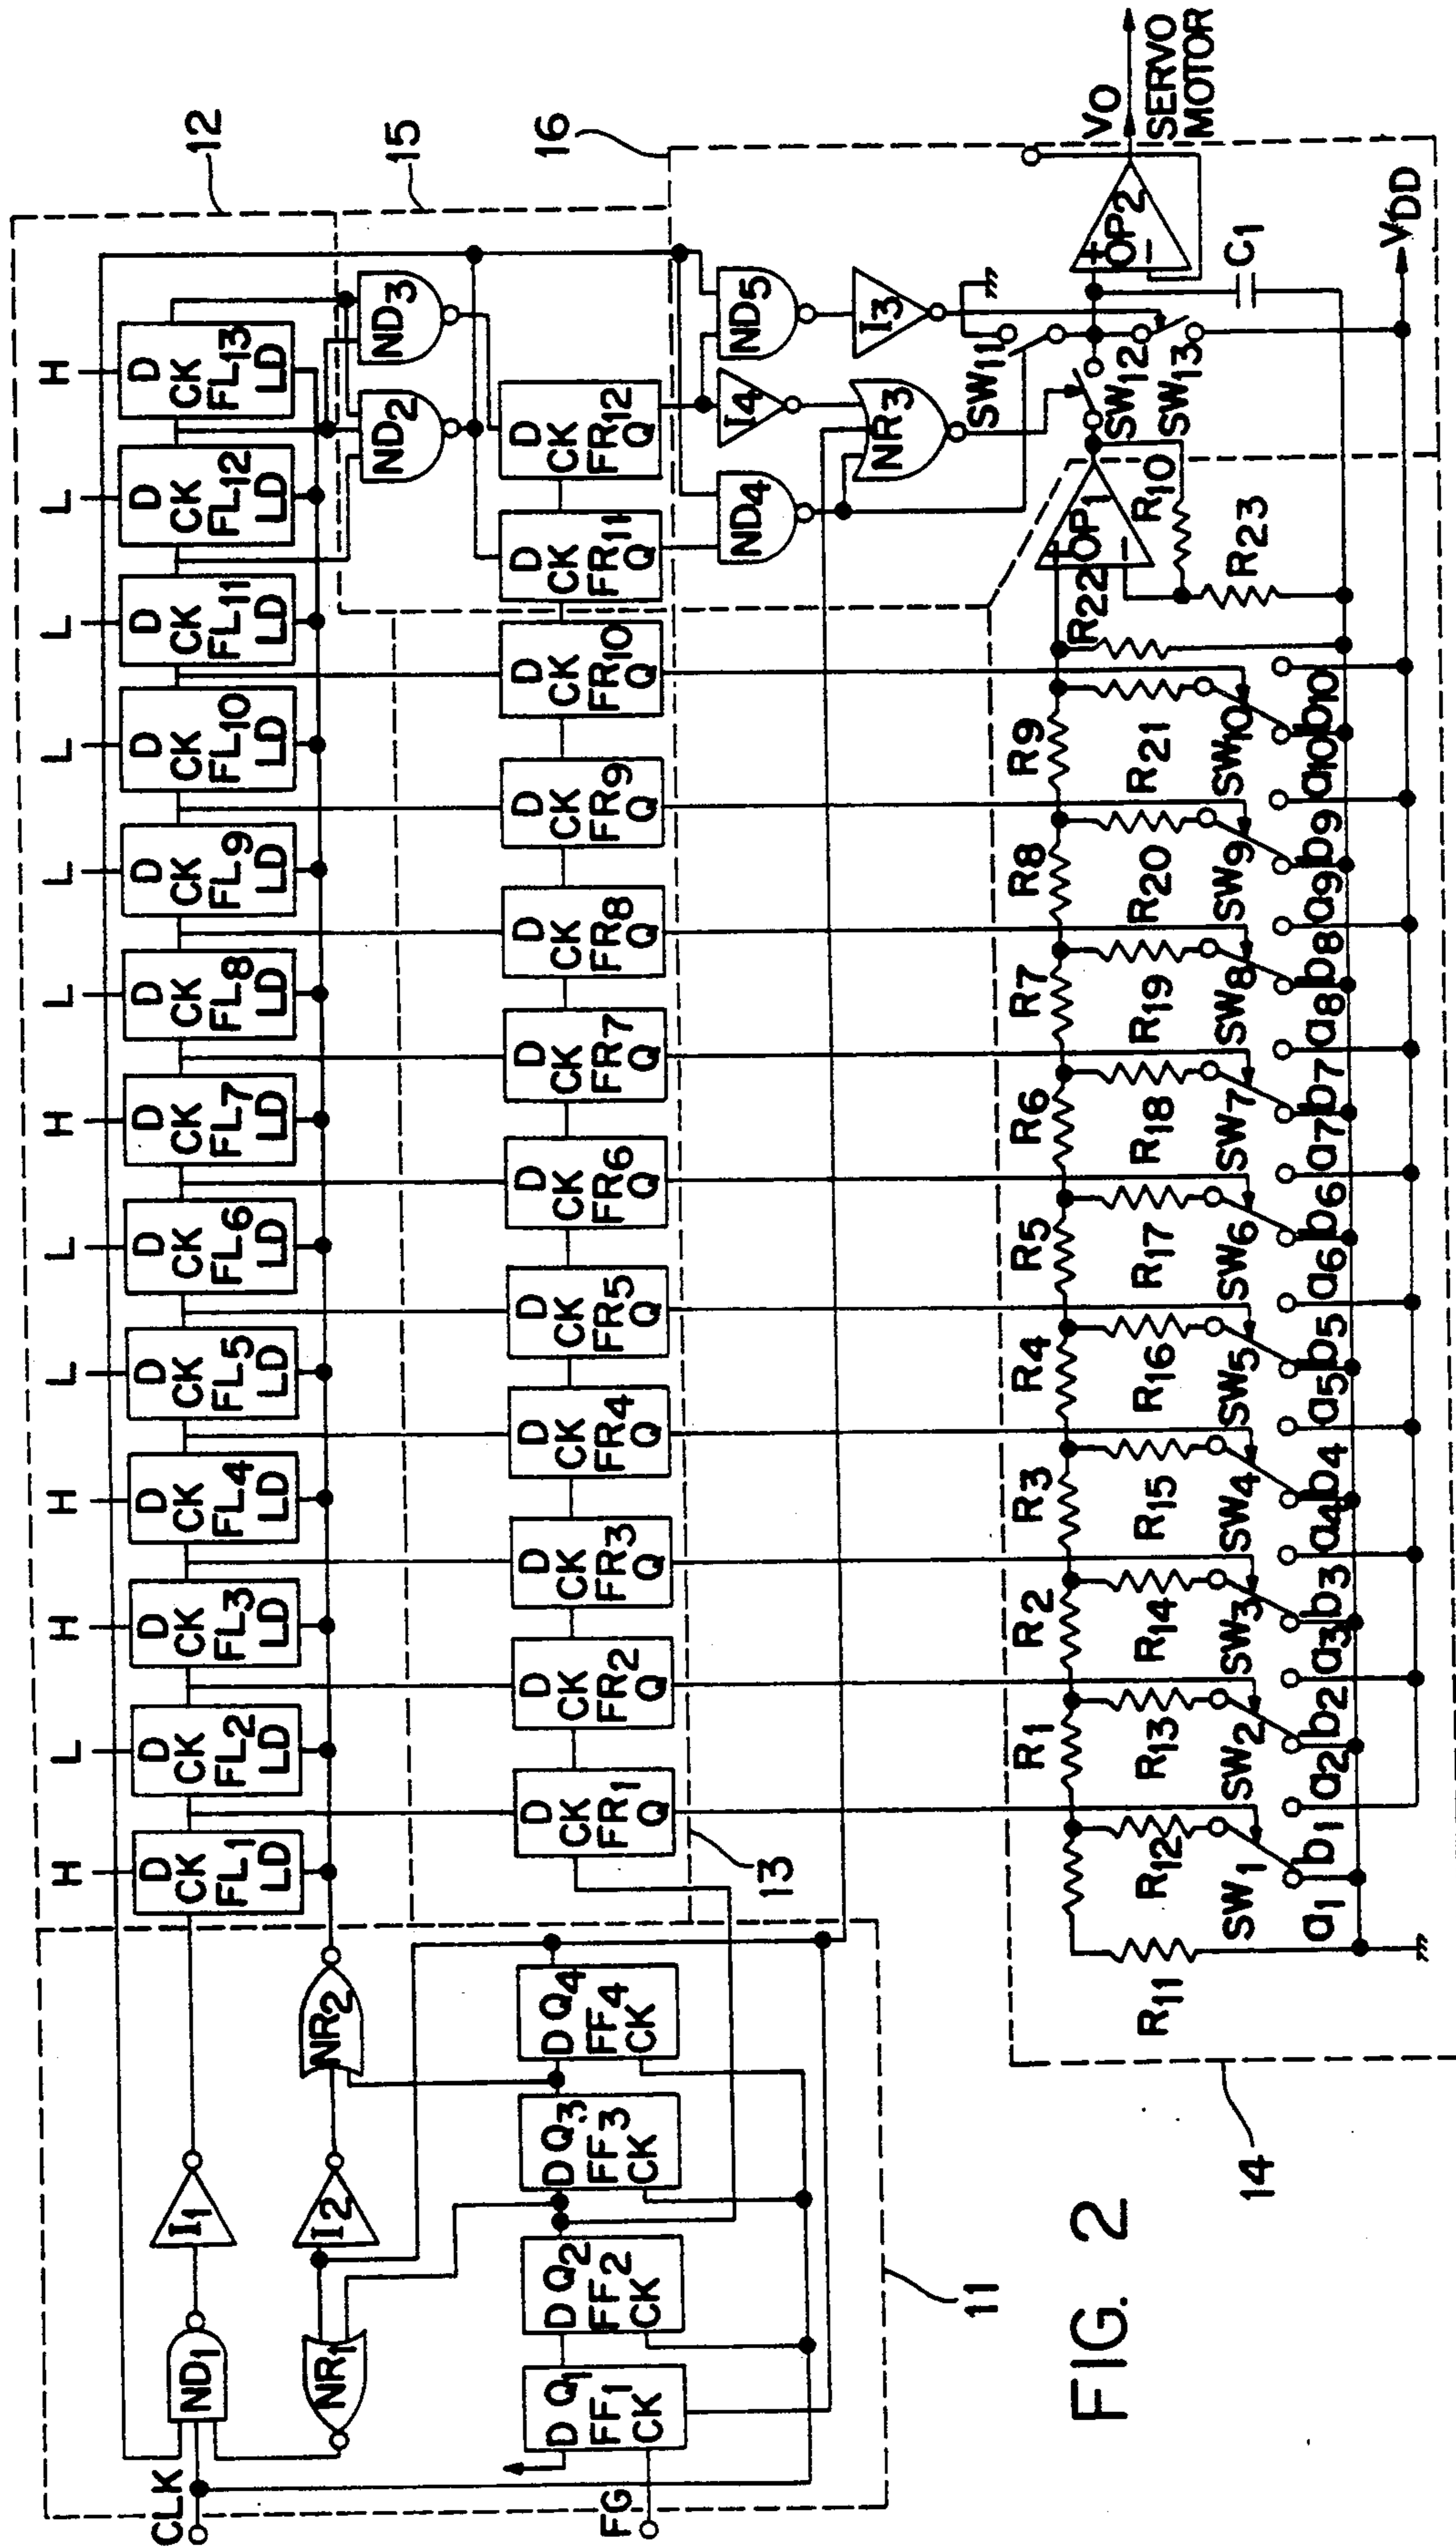 FIG. 2
12
15
16
13
11
14
H L H H L L H L L L L L H
D CK FL1 LD
D CK FL2 LD
D CK FL3 LD
D CK FL4 LD
D CK FL5 LD
D CK FL6 LD
D CK FL7 LD
D CK FL8 LD
D CK FL9 LD
D CK FL10 LD
D CK FL11 LD
D CK FL12 LD
D CK FL13 LD
CLK
ND1
I1
NR1
I2
NR2
ND2
ND3
FG
D Q1 FF1 CK
D Q2 FF2 CK
D Q3 FF3 CK
D Q4 FF4 CK
D CK FR1 Q
D CK FR2 Q
D CK FR3 Q
D CK FR4 Q
D CK FR5 Q
D CK FR6 Q
D CK FR7 Q
D CK FR8 Q
D CK FR9 Q
D CK FR10 Q
D CK FR11 Q
D CK FR12 Q
ND4
I4
ND5
NR3
I3
SW11
SW12
SW13
R1 R2 R3 R4 R5 R6 R7 R8 R9
R22
+ OP1 −
R10
R23
+ OP2 −
C1
VO
SERVO
MOTOR
VDD
R11 R12 R13 R14 R15 R16 R17 R18 R19 R20 R21
SW1 SW2 SW3 SW4 SW5 SW6 SW7 SW8 SW9 SW10
a1 b1 a2 b2 a3 b3 a4 b4 a5 b5 a6 b6 a7 b7 a8 b8 a9 b9 a10 b10